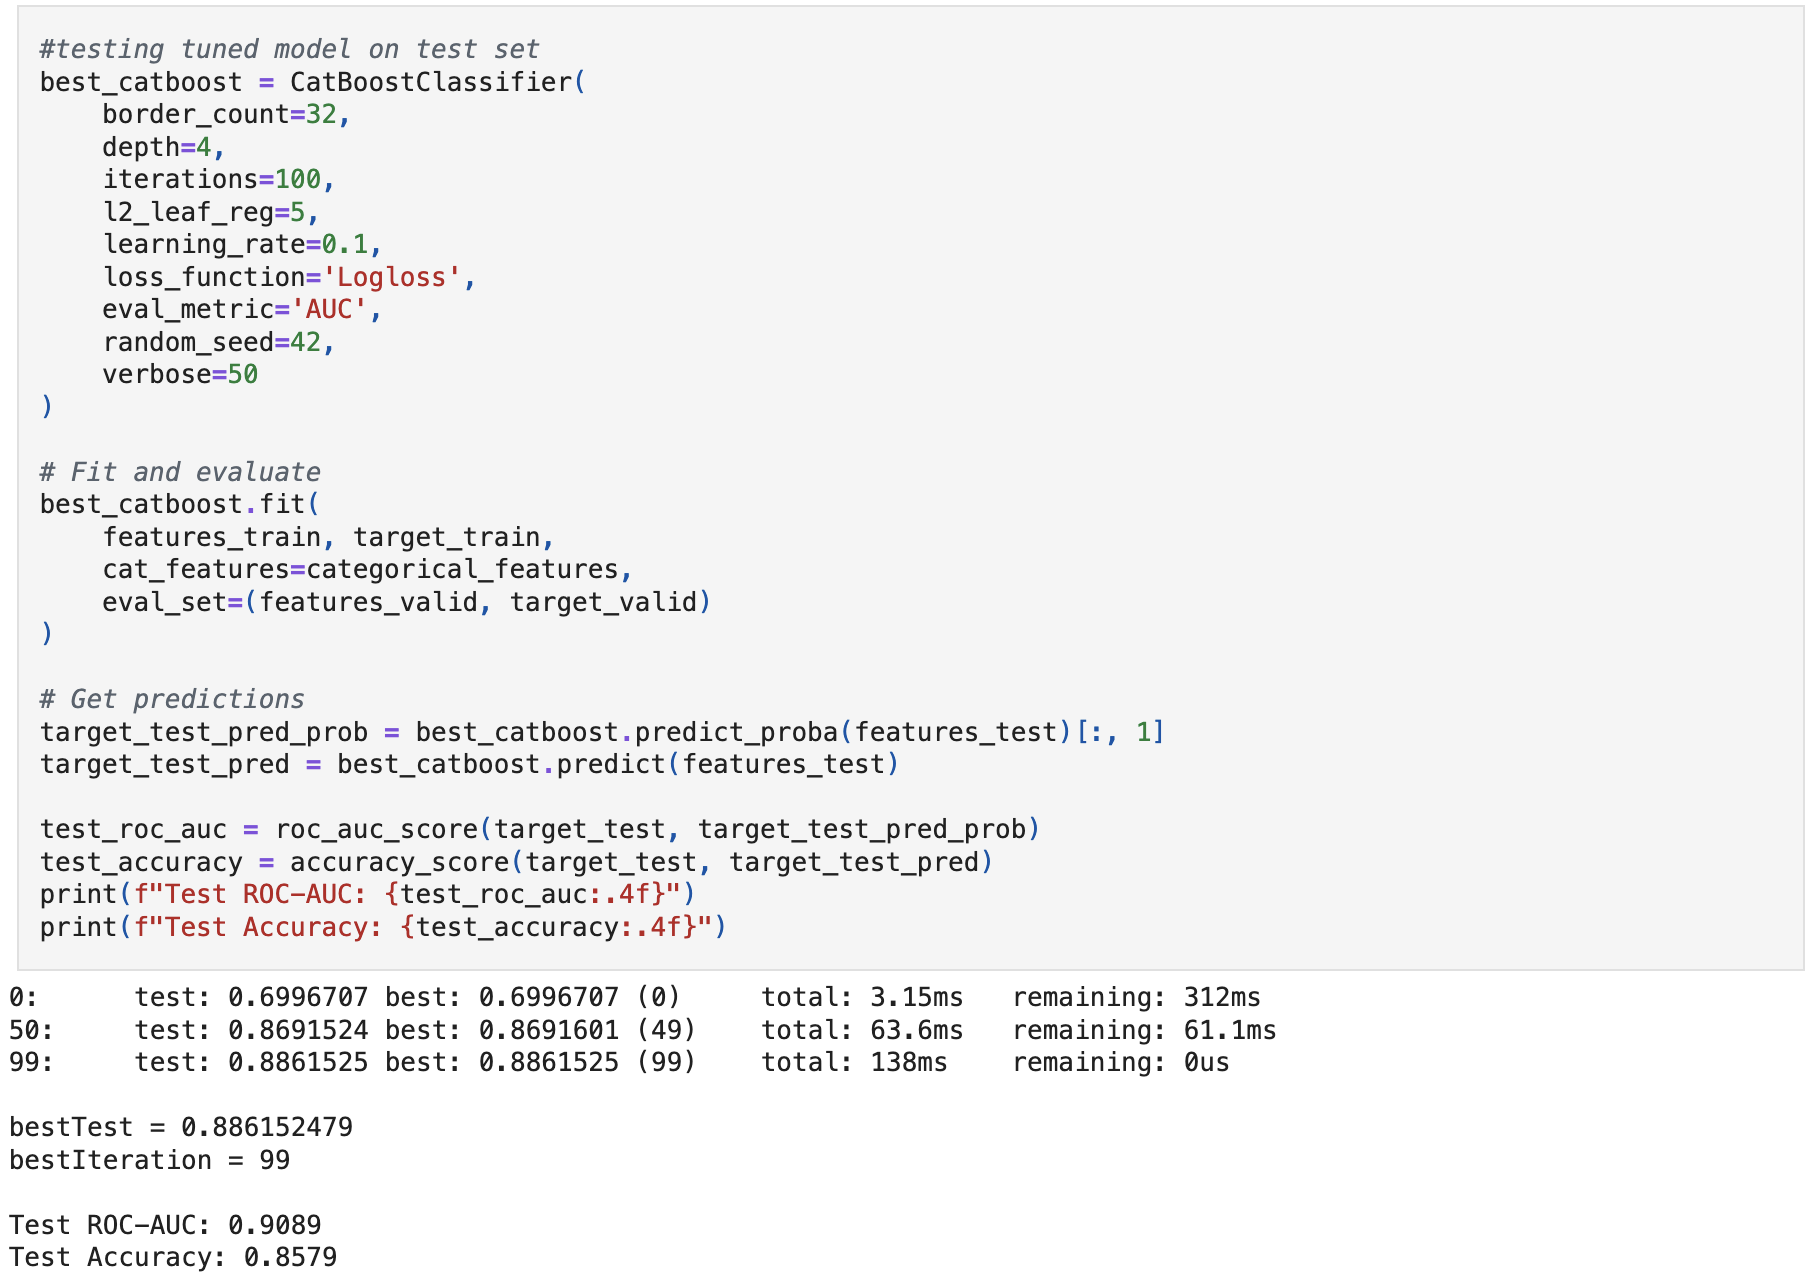 #testing tuned model on test set
best_catboost = CatBoostClassifier(
    border_count=32,
    depth=4,
    iterations=100,
    l2_leaf_reg=5,
    learning_rate=0.1,
    loss_function='Logloss',
    eval_metric='AUC',
    random_seed=42,
    verbose=50
)

# Fit and evaluate
best_catboost.fit(
    features_train, target_train,
    cat_features=categorical_features,
    eval_set=(features_valid, target_valid)
)

# Get predictions
target_test_pred_prob = best_catboost.predict_proba(features_test)[:, 1]
target_test_pred = best_catboost.predict(features_test)

test_roc_auc = roc_auc_score(target_test, target_test_pred_prob)
test_accuracy = accuracy_score(target_test, target_test_pred)
print(f"Test ROC-AUC: {test_roc_auc:.4f}")
print(f"Test Accuracy: {test_accuracy:.4f}")
0:      test: 0.6996707 best: 0.6996707 (0)     total: 3.15ms   remaining: 312ms
50:     test: 0.8691524 best: 0.8691601 (49)    total: 63.6ms   remaining: 61.1ms
99:     test: 0.8861525 best: 0.8861525 (99)    total: 138ms    remaining: 0us

bestTest = 0.886152479
bestIteration = 99

Test ROC-AUC: 0.9089
Test Accuracy: 0.8579